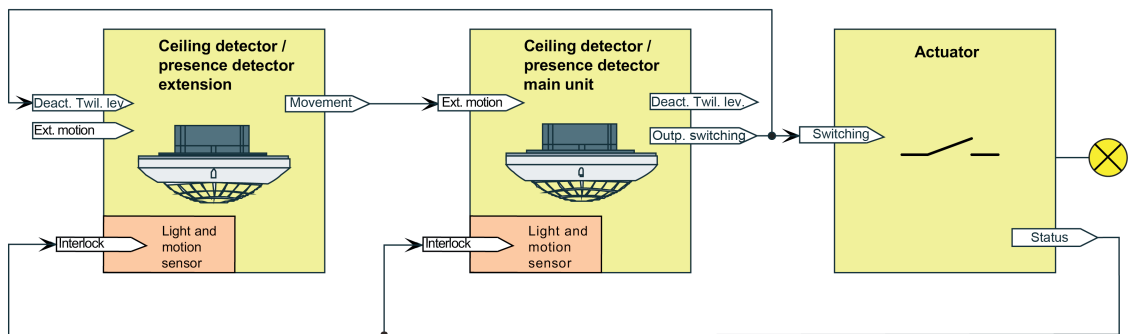 Ceiling detector /
presence detector
extension
Deact. Twil. lev.
Ext. motion
Movement
Interlock
Light and
motion
sensor
Ceiling detector /
presence detector
main unit
Ext. motion
Deact. Twil. lev.
Outp. switching
Interlock
Light and
motion
sensor
Actuator
Switching
Status